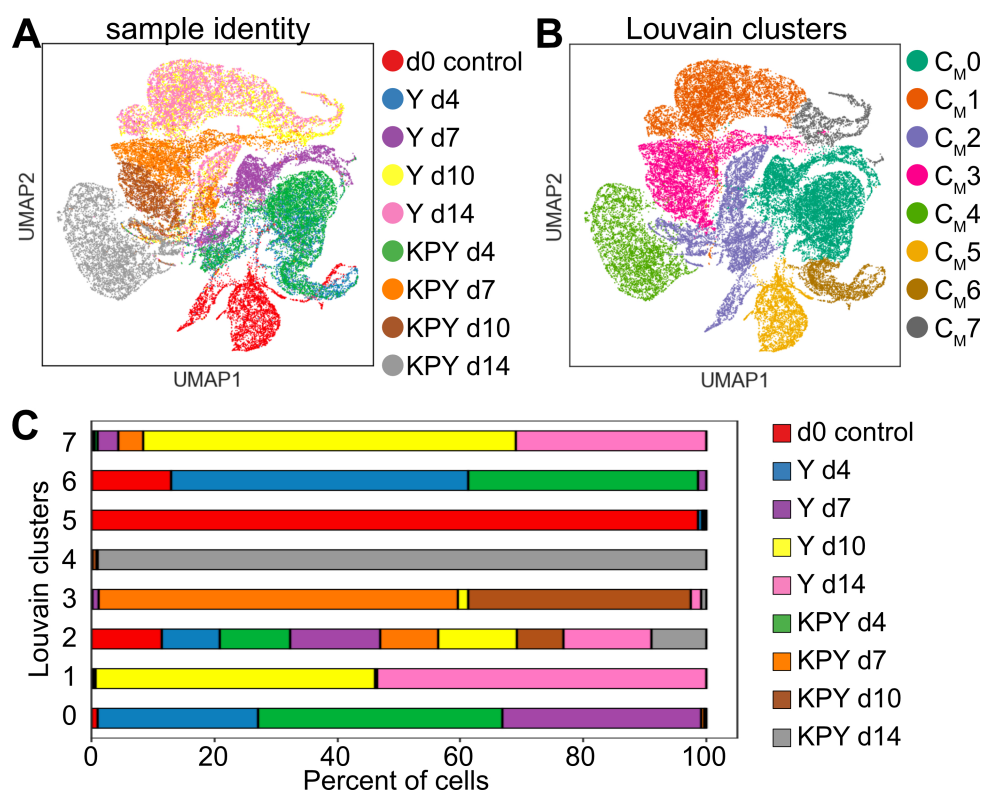 A
sample identity
UMAP2
UMAP1
d0 control
Y d4
Y d7
Y d10
Y d14
KPY d4
KPY d7
KPY d10
KPY d14
B
Louvain clusters
UMAP2
UMAP1
CM0
CM1
CM2
CM3
CM4
CM5
CM6
CM7
C
Louvain clusters
7
6
5
4
3
2
1
0
0 20 40 60 80 100
Percent of cells
d0 control
Y d4
Y d7
Y d10
Y d14
KPY d4
KPY d7
KPY d10
KPY d14